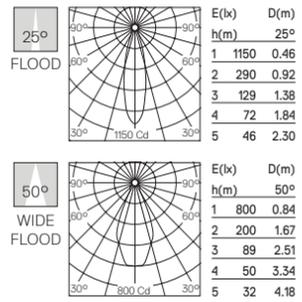 25°
FLOOD
90° 90°
60° 60°
30° 1150 Cd 30°
E(lx) D(m)
h(m) 25°
1 1150 0.46
2 290 0.92
3 129 1.38
4 72 1.84
5 46 2.30
50°
WIDE
FLOOD
90° 90°
60° 60°
30° 800 Cd 30°
E(lx) D(m)
h(m) 50°
1 800 0.84
2 200 1.67
3 89 2.51
4 50 3.34
5 32 4.18